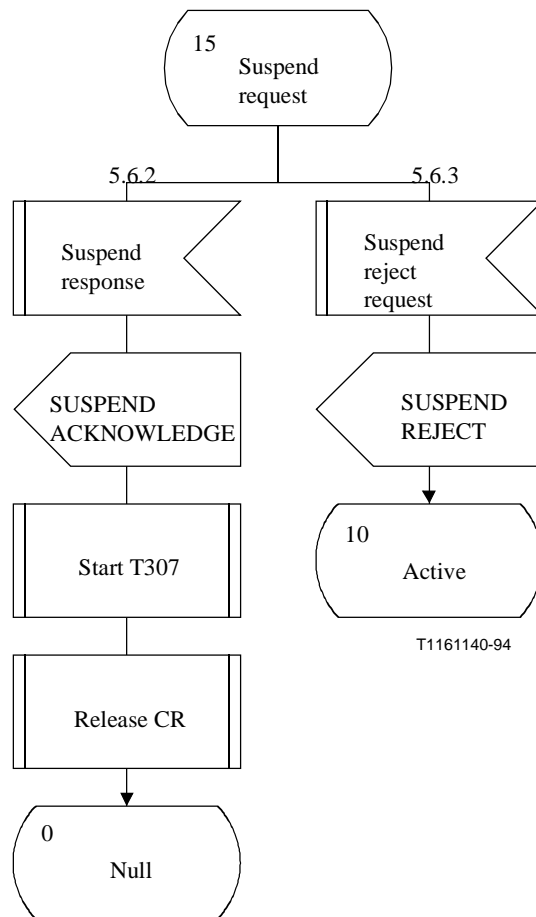 15
Suspend
request
5.6.2
5.6.3
Suspend
response
Suspend
reject
request
SUSPEND
ACKNOWLEDGE
SUSPEND
REJECT
Start T307
10
Active
T1161140-94
Release CR
0
Null